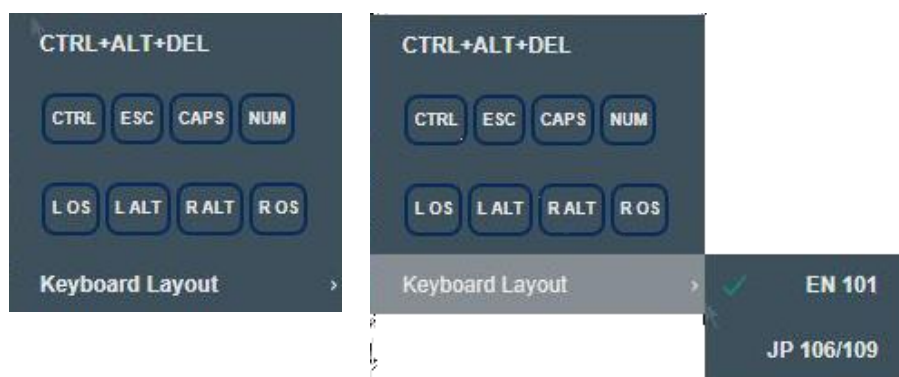 CTRL+ALT+DEL
CTRL ESC CAPS NUM
L OS L ALT R ALT R OS
Keyboard Layout ›
CTRL+ALT+DEL
CTRL ESC CAPS NUM
L OS L ALT R ALT R OS
Keyboard Layout ›
EN 101
JP 106/109